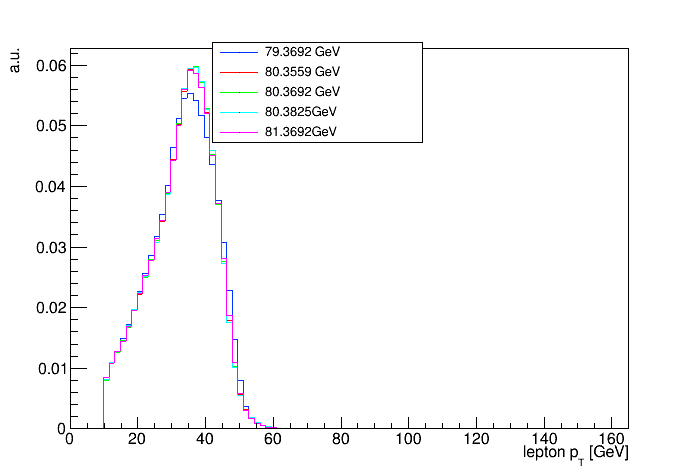 a.u.
79.3692 GeV
80.3559 GeV
80.3692 GeV
80.3825GeV
81.3692GeV
0.06
0.05
0.04
0.03
0.02
0.01
0
0 20 40 60 80 100 120 140 160
lepton p_T [GeV]